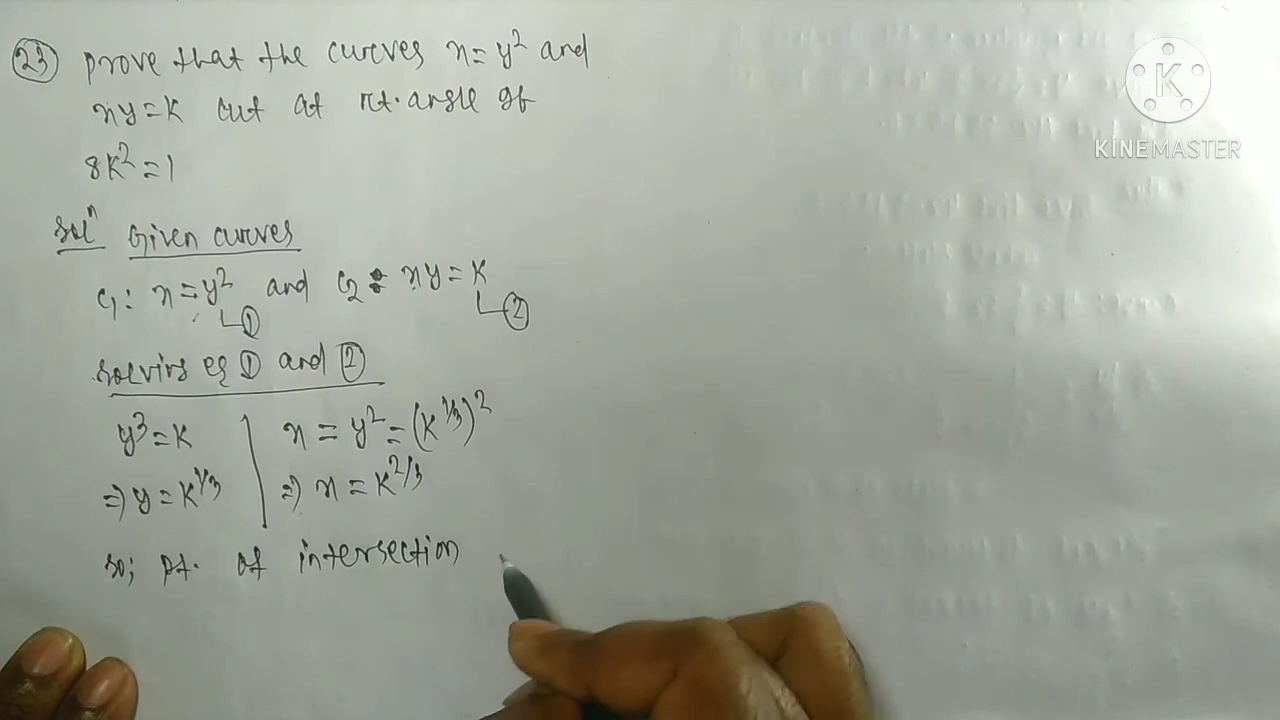 23 prove that the curves x = y² and
xy = K cut at rt. angle if
8K² = 1
solⁿ Given curves
C₁: x = y² and C₂: xy = K
① ②
solving eq ① and ②
y³ = K | x = y² = (K^1/3)²
⇒ y = K^1/3 | ⇒ x = K^2/3
so; pt. of intersection
K
KINEMASTER